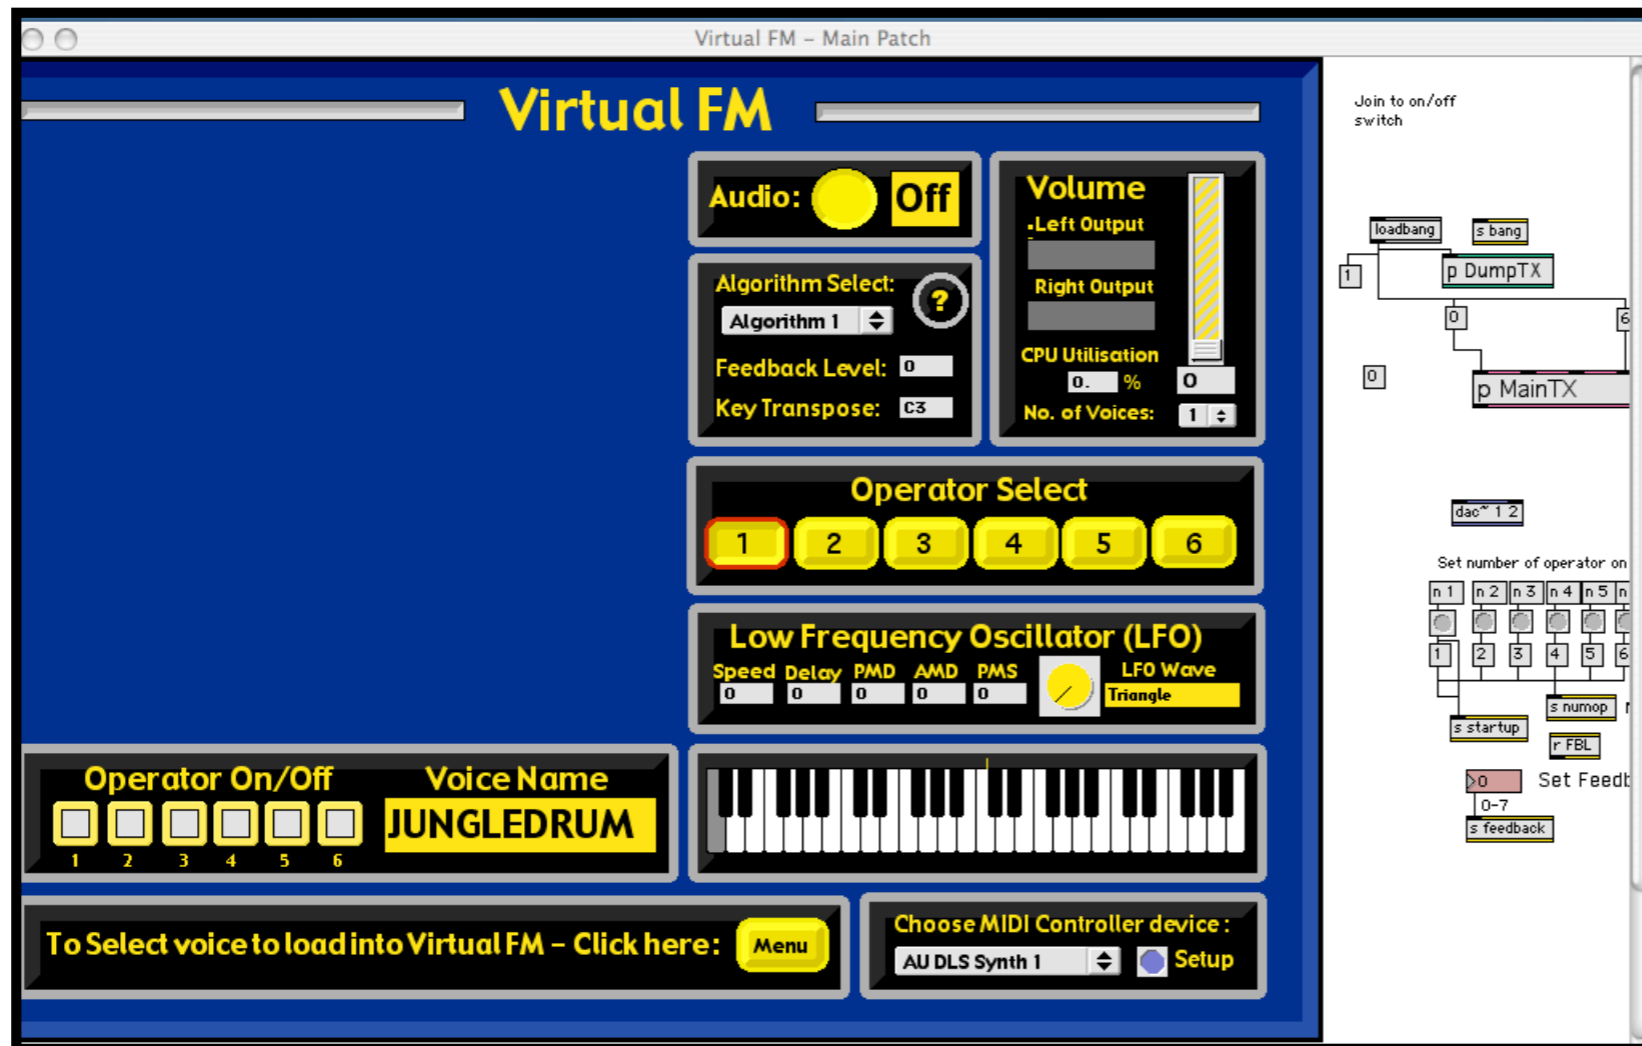 Virtual FM - Main Patch
Virtual FM
Audio:
Off
Algorithm Select:
?
Algorithm 1
Feedback Level: 0
Key Transpose: C3
Volume
Left Output
Right Output
CPU Utilisation
0. %
0
No. of Voices: 1
Operator Select
1 2 3 4 5 6
Low Frequency Oscillator (LFO)
Speed Delay PMD AMD PMS LFO Wave
0 0 0 0 0 Triangle
Operator On/Off
1 2 3 4 5 6
Voice Name
JUNGLEDRUM
To Select voice to load into Virtual FM - Click here: Menu
Choose MIDI Controller device :
AU DLS Synth 1
Setup
Join to on/off
switch
loadbang
s bang
1
p DumpTX
0
6
0
p MainTX
dac~ 1 2
Set number of operator on
n 1 n 2 n 3 n 4 n 5 n
1 2 3 4 5 6
s numop
s startup
r FBL
0
Set Feedb
0-7
s feedback